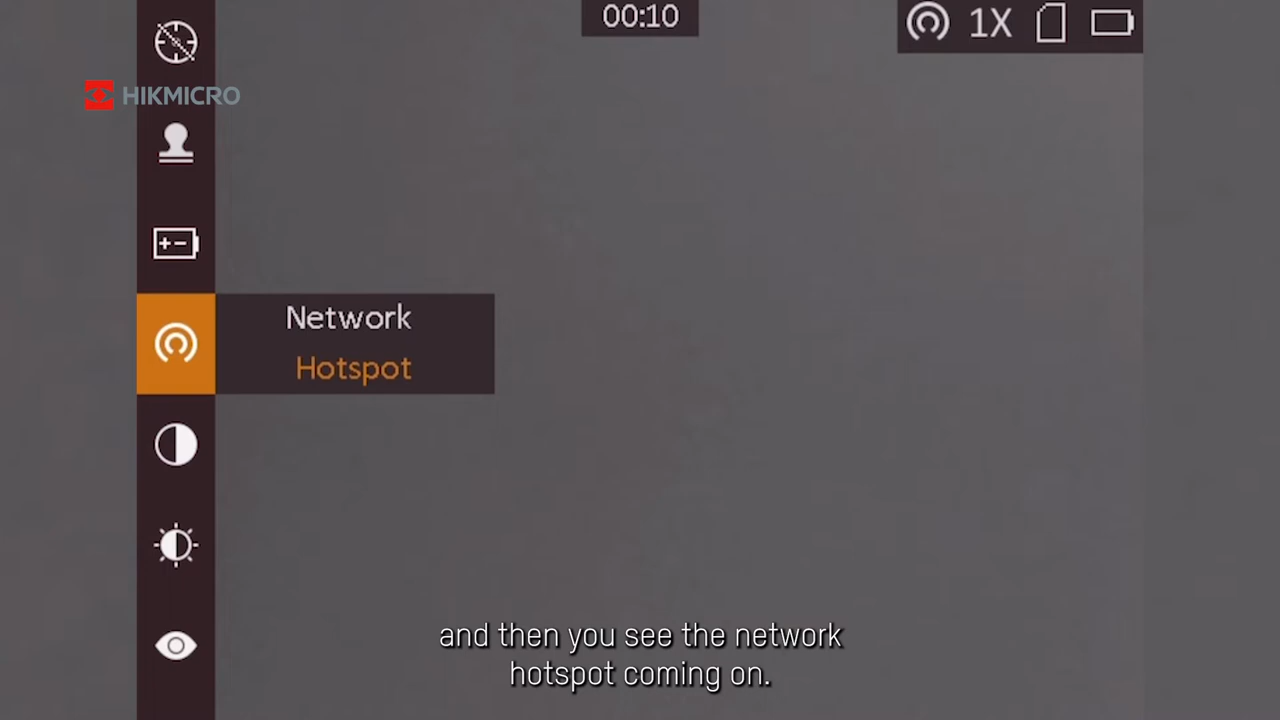 00:10
1X
HIKMICRO
Network
Hotspot
and then you see the network
hotspot coming on.